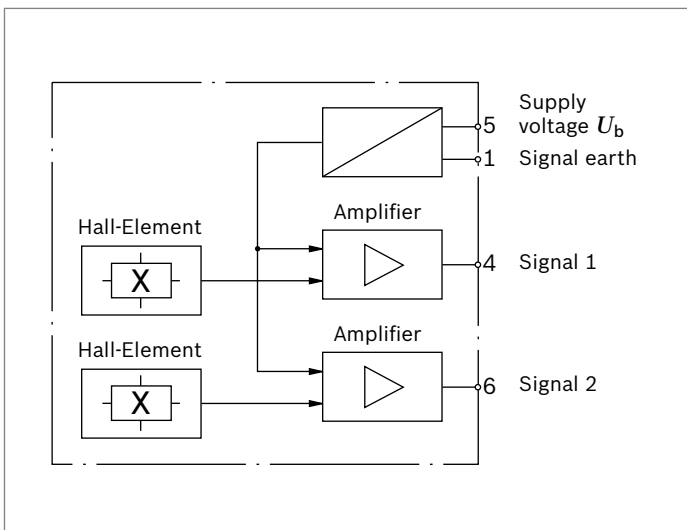 Supply
5 voltage Ub
1 Signal earth
Amplifier
Hall-Element
4 Signal 1
X
Amplifier
Hall-Element
6 Signal 2
X